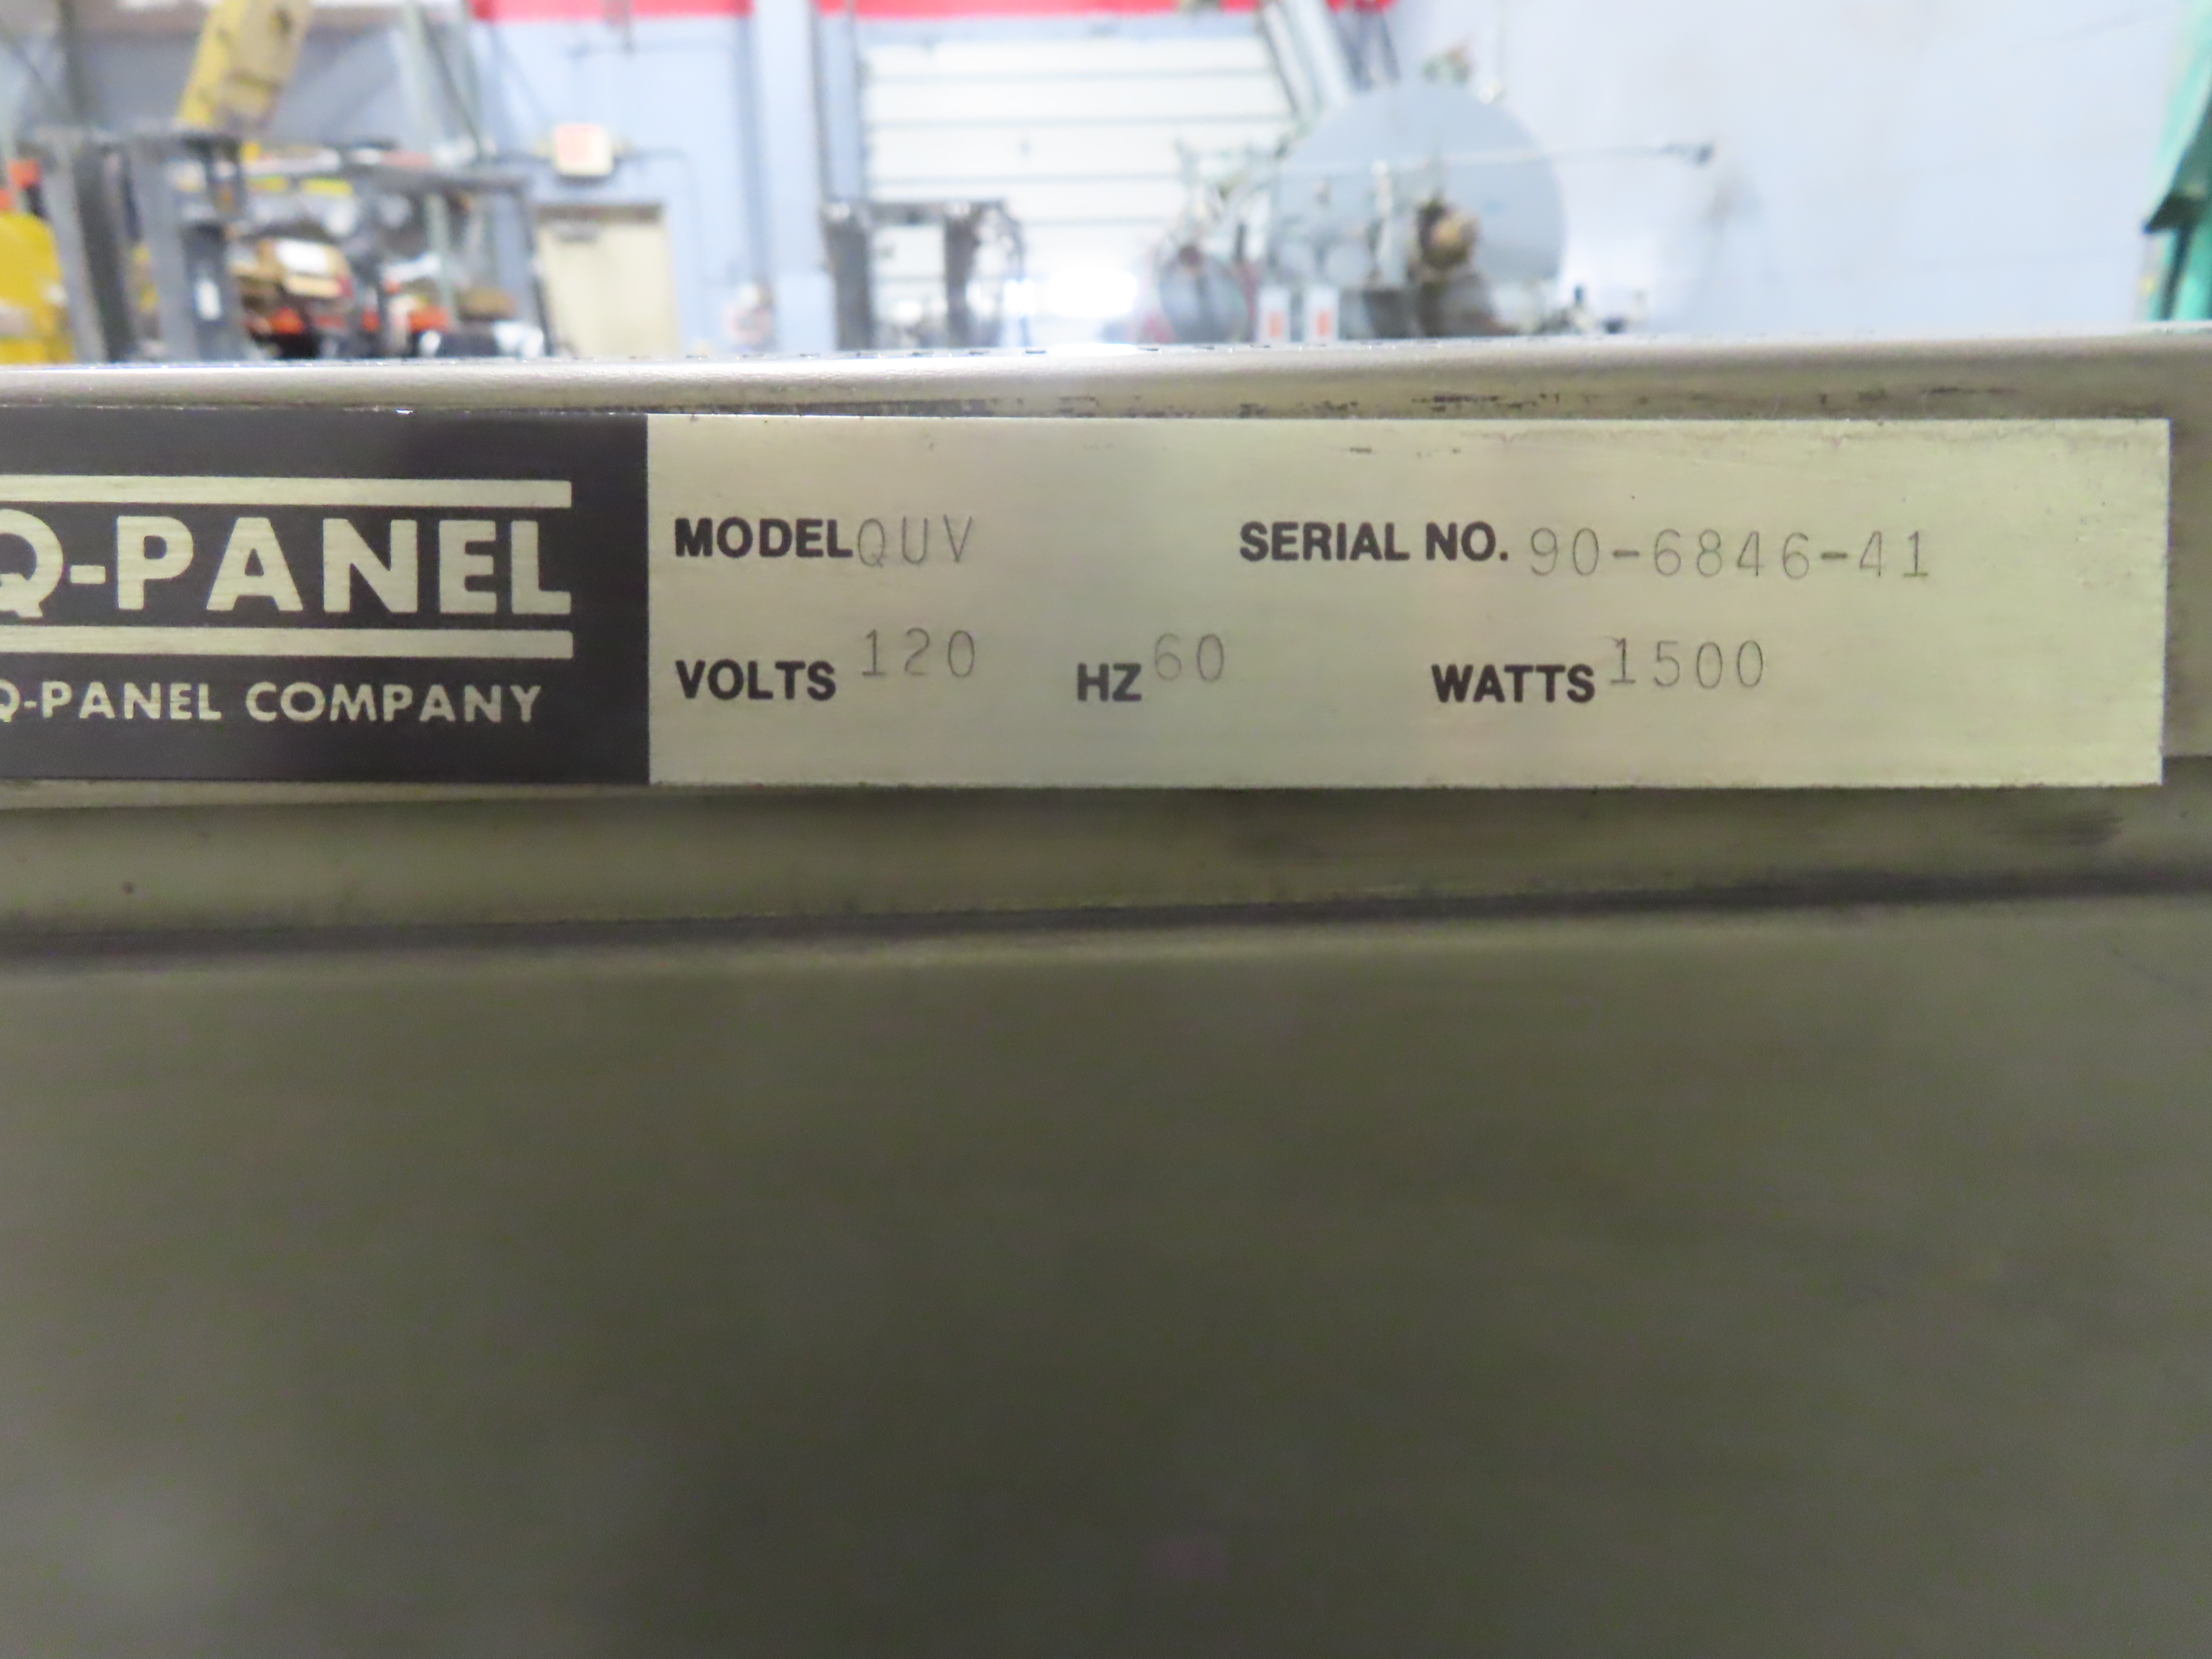 Q-PANEL
Q-PANEL COMPANY
MODEL QUV SERIAL NO. 90-6846-41
VOLTS 120 HZ 60 WATTS 1500